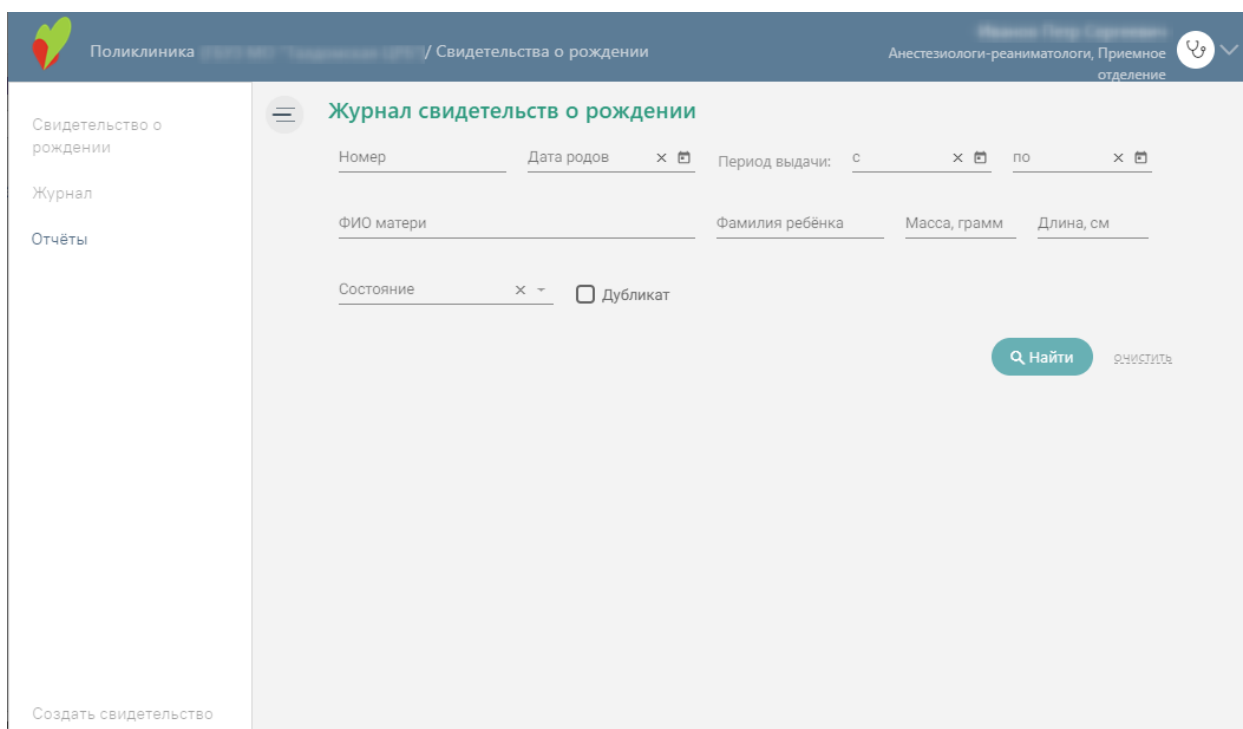 Поликлиника / Свидетельства о рождении
Анестезиологи-реаниматологи, Приемное
отделение
Свидетельство о
рождении
Журнал
Отчёты
Создать свидетельство
Журнал свидетельств о рождении
Номер Дата родов Период выдачи: с по
ФИО матери Фамилия ребёнка Масса, грамм Длина, см
Состояние Дубликат
Найти очистить